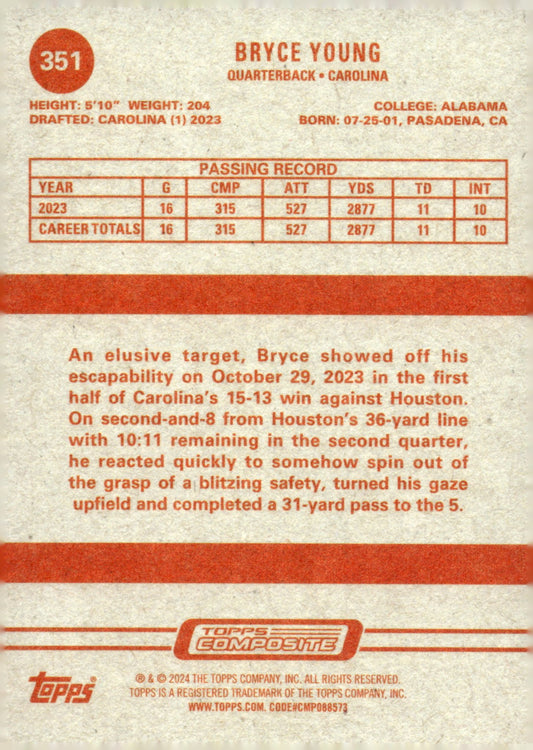 351
BRYCE YOUNG
QUARTERBACK • CAROLINA
HEIGHT: 5'10" WEIGHT: 204
DRAFTED: CAROLINA (1) 2023
COLLEGE: ALABAMA
BORN: 07-25-01, PASADENA, CA
PASSING RECORD
YEAR G CMP ATT YDS TD INT
2023 16 315 527 2877 11 10
CAREER TOTALS 16 315 527 2877 11 10
An elusive target, Bryce showed off his
escapability on October 29, 2023 in the first
half of Carolina's 15-13 win against Houston.
On second-and-8 from Houston's 36-yard line
with 10:11 remaining in the second quarter,
he reacted quickly to somehow spin out of
the grasp of a blitzing safety, turned his gaze
upfield and completed a 31-yard pass to the 5.
TOPPS
COMPOSITE
Topps
® & © 2024 THE TOPPS COMPANY, INC. ALL RIGHTS RESERVED.
TOPPS IS A REGISTERED TRADEMARK OF THE TOPPS COMPANY, INC.
WWW.TOPPS.COM. CODE#CMP088573